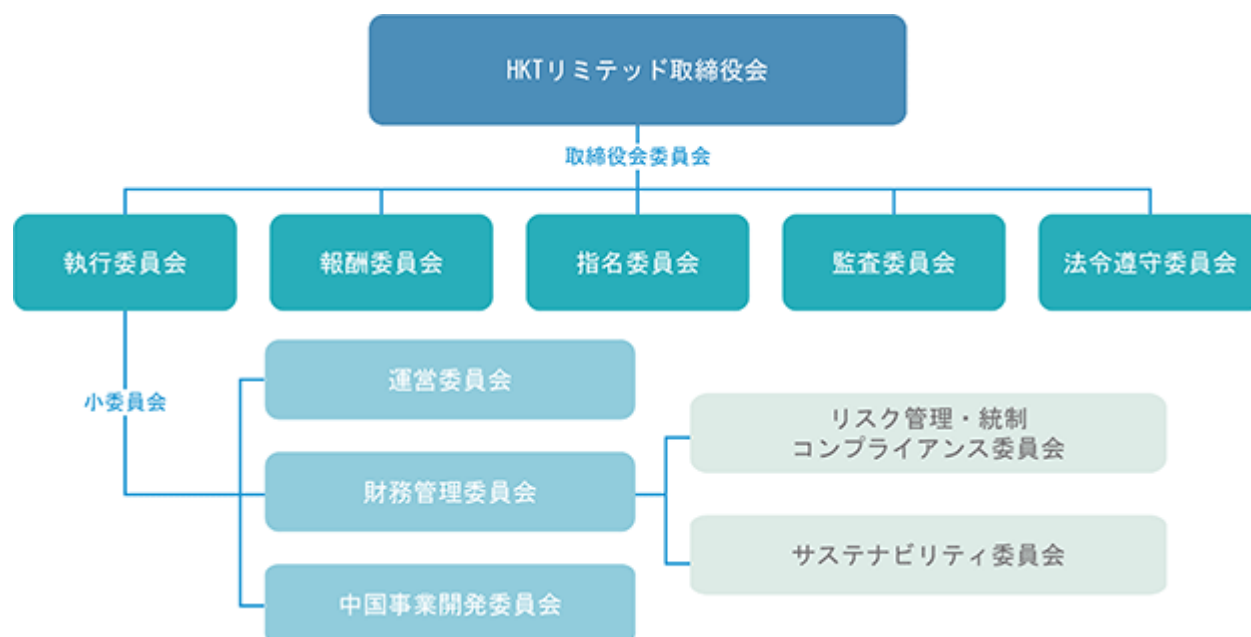 HKTリミテッド取締役会
取締役会委員会
執行委員会
報酬委員会
指名委員会
監査委員会
法令遵守委員会
小委員会
運営委員会
財務管理委員会
中国事業開発委員会
リスク管理・統制
コンプライアンス委員会
サステナビリティ委員会